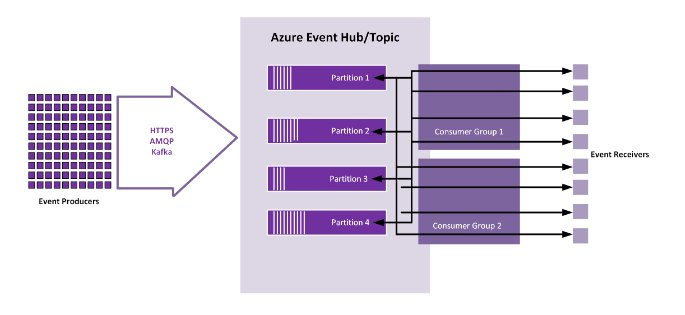 Azure Event Hub/Topic
Partition 1
Partition 2
Partition 3
Partition 4
HTTPS
AMQP
Kafka
Event Producers
Consumer Group 1
Consumer Group 2
Event Receivers